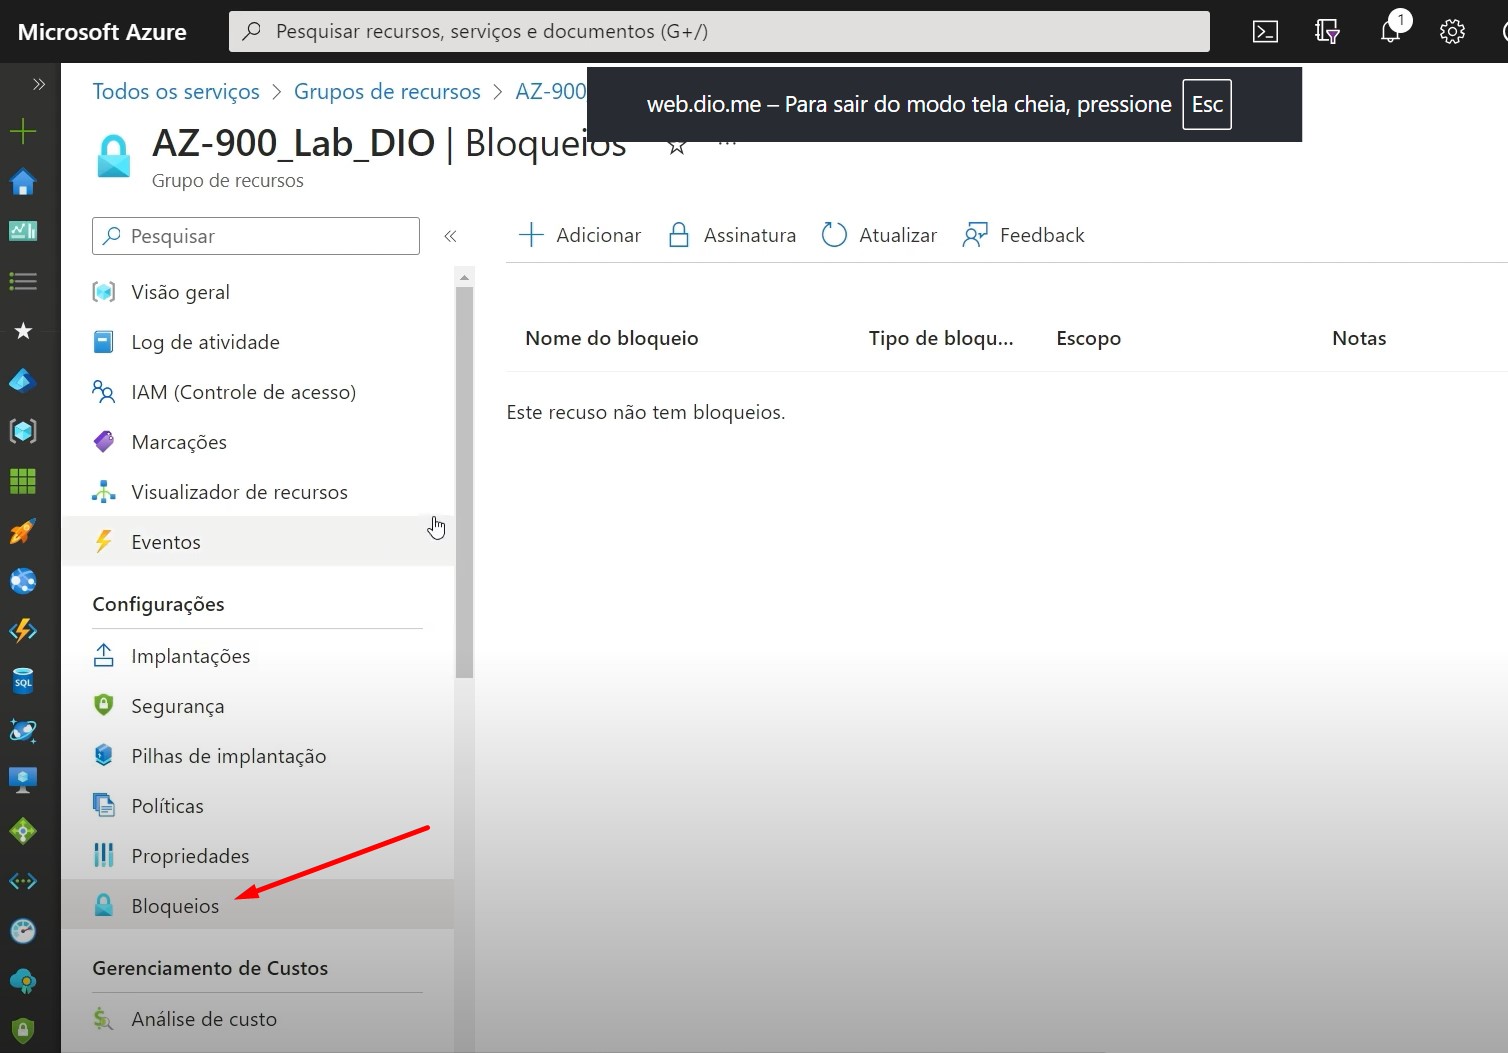 Microsoft Azure
Pesquisar recursos, serviços e documentos (G+/)
1
Todos os serviços > Grupos de recursos > AZ-900
web.dio.me – Para sair do modo tela cheia, pressione Esc
AZ-900_Lab_DIO | Bloqueios
Grupo de recursos
Pesquisar
Adicionar
Assinatura
Atualizar
Feedback
Visão geral
Log de atividade
IAM (Controle de acesso)
Marcações
Visualizador de recursos
Eventos
Configurações
Implantações
Segurança
Pilhas de implantação
Políticas
Propriedades
Bloqueios
Gerenciamento de Custos
Análise de custo
Nome do bloqueio
Tipo de bloqu...
Escopo
Notas
Este recuso não tem bloqueios.
SQL